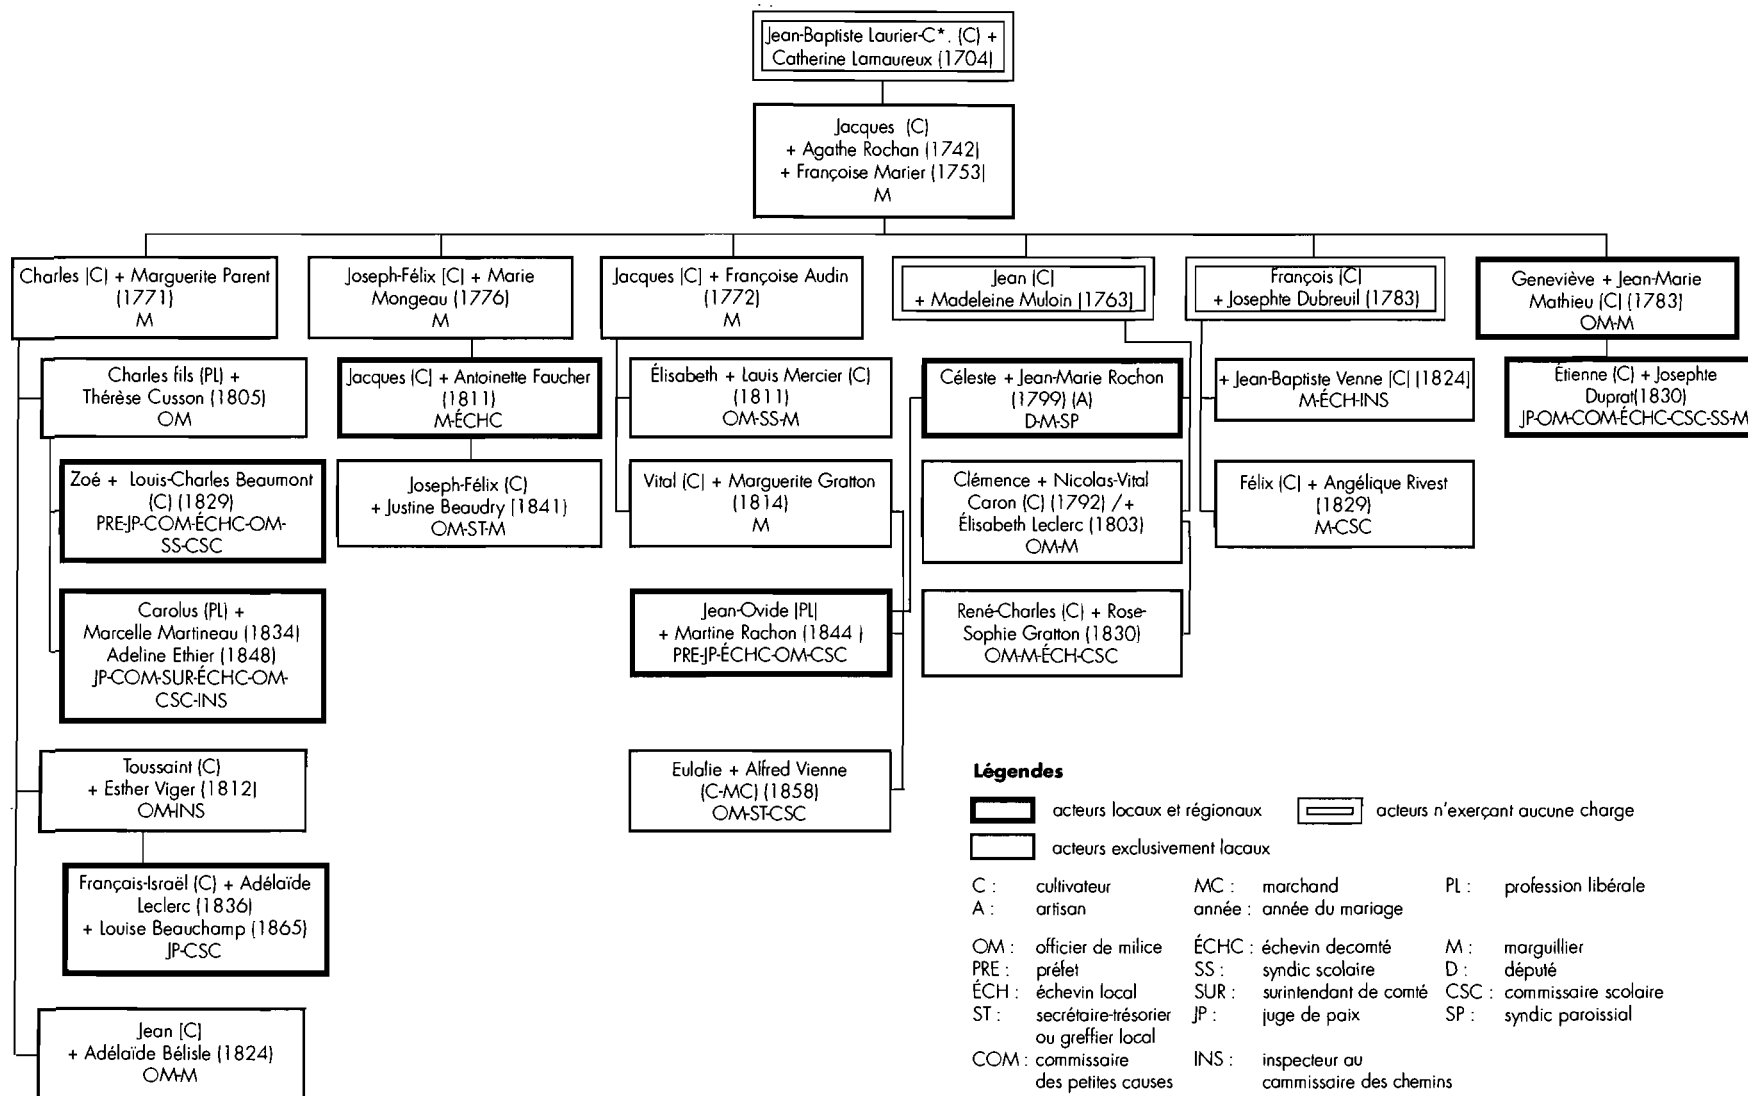 Jean-Baptiste Laurier-C*. (C) +
Catherine Lamaureux (1704)
Jacques (C)
+ Agathe Rochan (1742)
+ Françoise Marier (1753|
M
Charles |C) + Marguerite Parent
(1771)
M
Joseph-Félix [C) + Marie
Mongeau (1776)
M
Jacques |C) + Françoise Audin
(1772)
M
Jean (C)
+ Madeleine Muloin (1763)
François (C)
+ Josephte Dubreuil (1783)
Geneviève + Jean-Marie
Mathieu (C| (1783)
OM-M
Charles fils (PL) +
Thérèse Cusson (1805)
OM
Jacques (C) + Antoinette Faucher
(1811)
M-ÉCHC
Élisabeth + Lauis Mercier (C)
(1811)
OM-SS-M
Céleste + Jean-Marie Rochon
(1799) (A)
D-M-SP
+ Jean-Baptiste Venne [C| (1824]
M-ÉCH-INS
Étienne (C) + Josephte
Duprat(1830)
JP-OM-COM-ÉCHC-CSC-SS-M
Zoé + Louis-Charles Beaumont
(C) (1829)
PRE-JP-COM-ÉCHC-OM-
SS-CSC
Joseph-Félix (C)
+ Justine Beaudry (1841)
OM-ST-M
Vital (C| + Marguerite Gratton
(1814)
M
Clémence + Nicolas-Vital
Caron (C) (1792) /+
Élisabeth Leclerc (1803)
OM-M
Félix (C) + Angélique Rivest
(1829)
M-CSC
Carolus (PL) +
Marcelle Martineau (1834)
Adeline Ethier (1848)
JP-COM-SUR-ÉCHC-OM-
CSC-INS
Jean-Ovide |PL|
+ Martine Rachon (1844 )
PRE-JP-ÉCHC-OM-CSC
René-Charles (C) + Rose-
Sophie Gratton (1830)
OM-M-ÉCH-CSC
Toussaint (C)
+ Esther Viger (1812)
OM-INS
Eulalie + Alfred Vienne
(C-MC) (1858)
OM-ST-CSC
Français-Israël (C) + Adélaïde
Leclerc (1836)
+ Louise Beauchamp (1865)
JP-CSC
Jean [C]
+ Adélaïde Bélisle (1824)
OM-M
Légendes
acteurs locaux et régionaux
acteurs n'exerçant aucune charge
acteurs exclusivement lacaux
C : cultivateur MC : marchand PL : profession libérale
A : artisan année : année du mariage
OM : officier de milice ÉCHC : échevin decomté M : marguillier
PRE : préfet SS : syndic scolaire D : député
ÉCH : échevin local SUR : surintendant de comté CSC : commissaire scolaire
ST : secrétaire-trésorier JP : juge de paix SP : syndic paroissial
ou greffier local
COM : commissaire INS : inspecteur au
des petites causes cammissaire des chemins